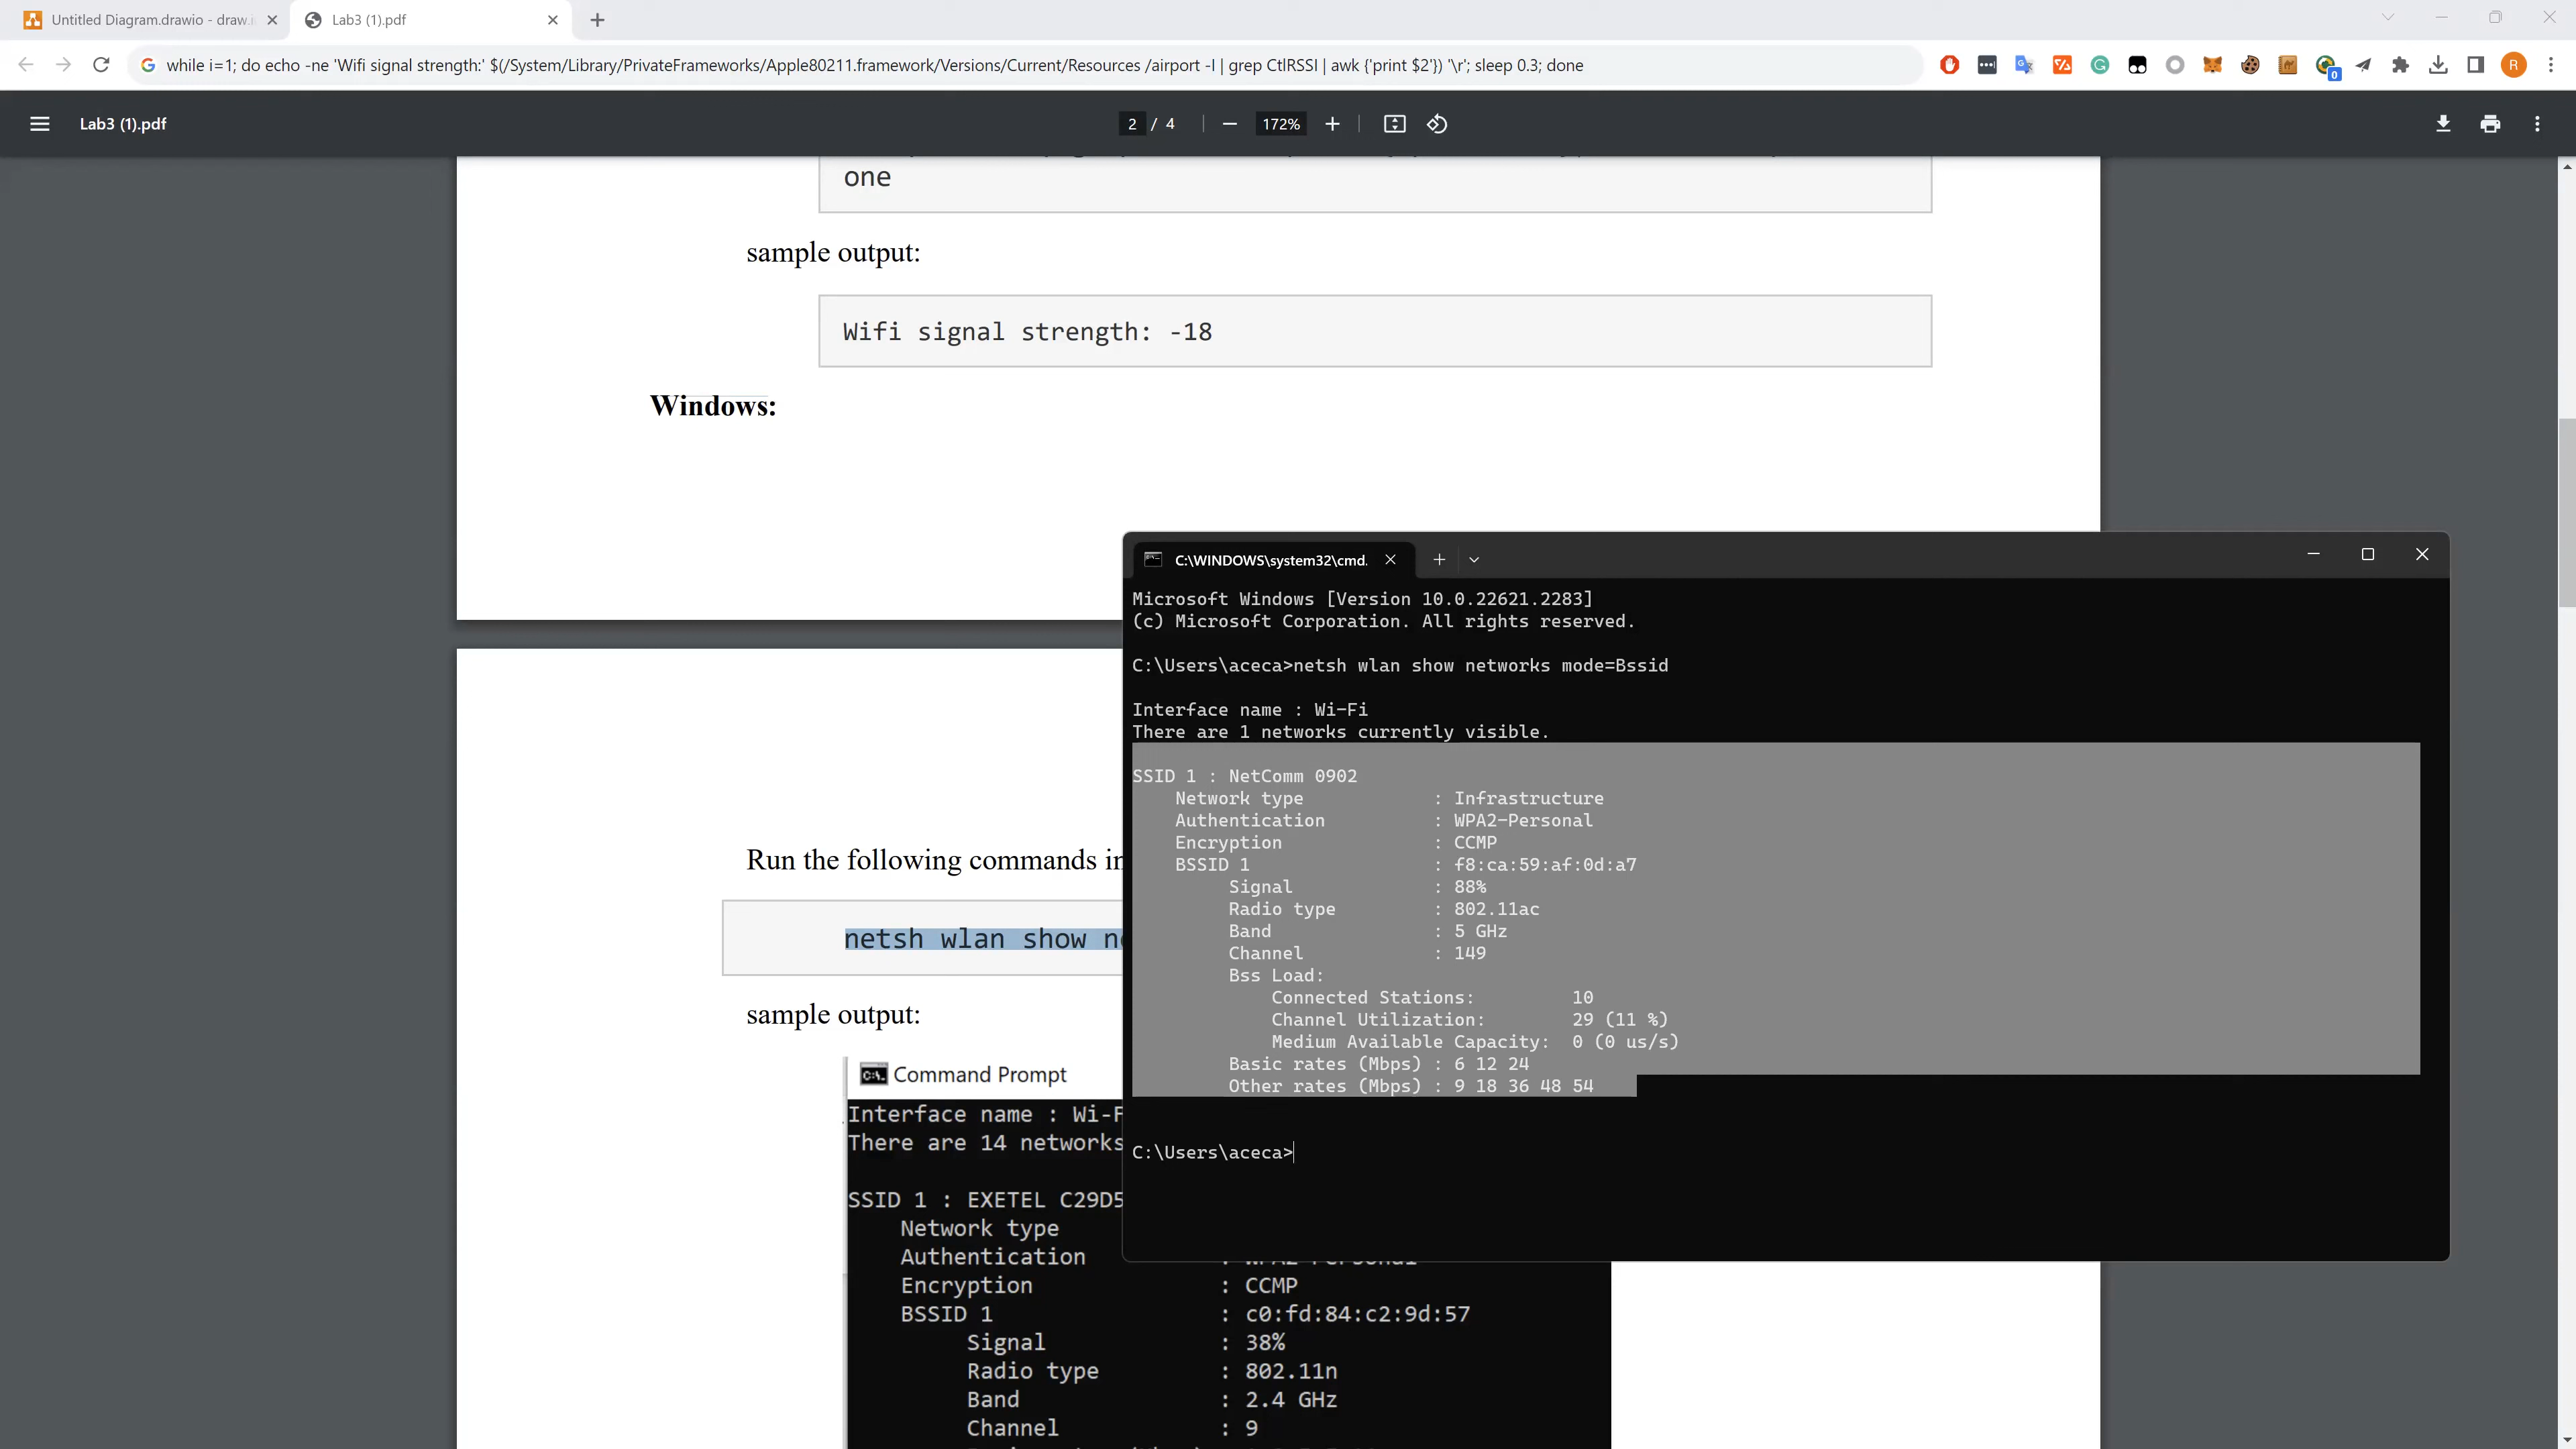 Untitled Diagram.drawio - draw.i
Lab3 (1).pdf
while i=1; do echo -ne 'Wifi signal strength:' $(/System/Library/PrivateFrameworks/Apple80211.framework/Versions/Current/Resources /airport -I | grep CtlRSSI | awk {'print $2'}) '\r'; sleep 0.3; done
0
R
Lab3 (1).pdf
2 / 4
172%
one
sample output:
Wifi signal strength: -18
Windows:
C:\WINDOWS\system32\cmd.
Microsoft Windows [Version 10.0.22621.2283]
(c) Microsoft Corporation. All rights reserved.
C:\Users\aceca>netsh wlan show networks mode=Bssid
Interface name : Wi-Fi
There are 1 networks currently visible.
SSID 1 : NetComm 0902
Network type : Infrastructure
Authentication : WPA2-Personal
Encryption : CCMP
BSSID 1 : f8:ca:59:af:0d:a7
Signal : 88%
Radio type : 802.11ac
Band : 5 GHz
Channel : 149
Bss Load:
Connected Stations: 10
Channel Utilization: 29 (11 %)
Medium Available Capacity: 0 (0 us/s)
Basic rates (Mbps) : 6 12 24
Other rates (Mbps) : 9 18 36 48 54
C:\Users\aceca>
Run the following commands in
netsh wlan show ne
sample output:
Command Prompt
Interface name : Wi-F
There are 14 networks
SSID 1 : EXETEL C29D5
Network type
Authentication : WPA2-Personal
Encryption : CCMP
BSSID 1 : c0:fd:84:c2:9d:57
Signal : 38%
Radio type : 802.11n
Band : 2.4 GHz
Channel : 9